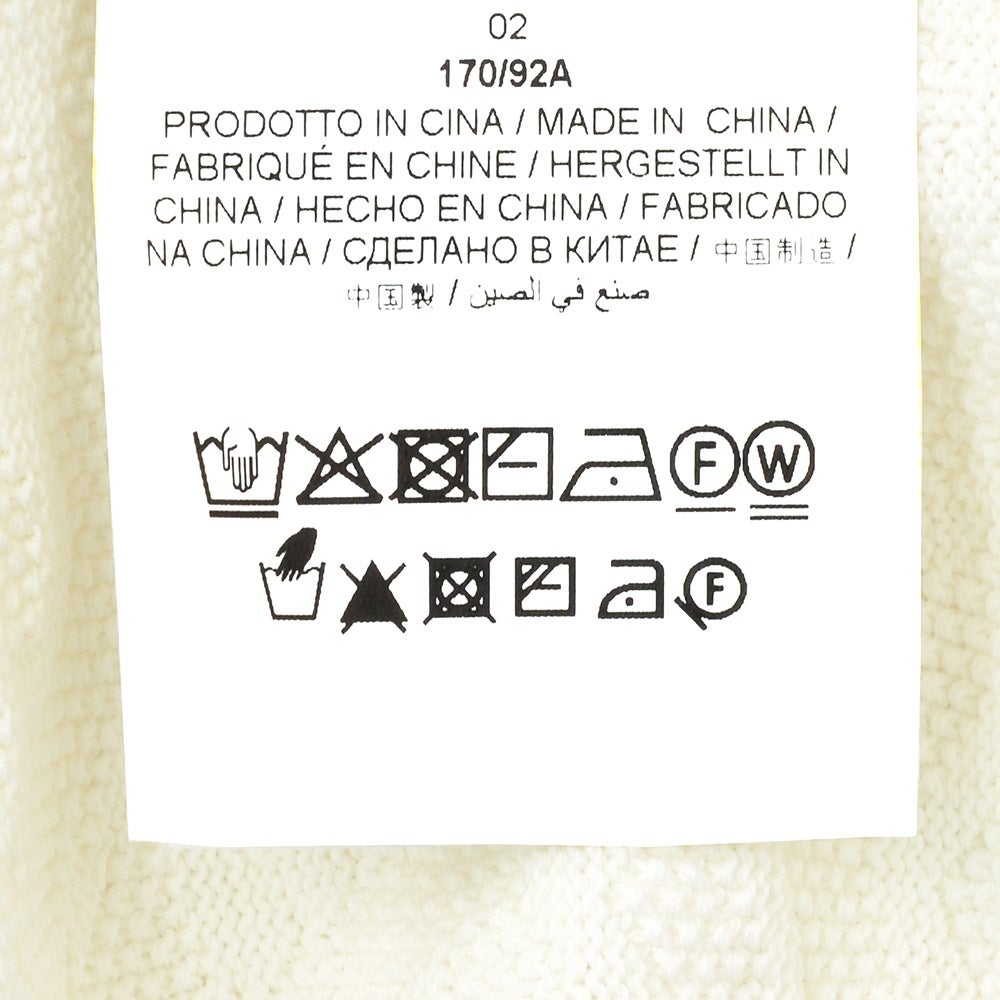 02
170/92A
PRODOTTO IN CINA / MADE IN CHINA /
FABRIQUÉ EN CHINE / HERGESTELLT IN
CHINA / HECHO EN CHINA / FABRICADO
NA CHINA / СДЕЛАНО В КИТАЕ / 中国制造 /
中国製 / صنع في الصين
F W
F